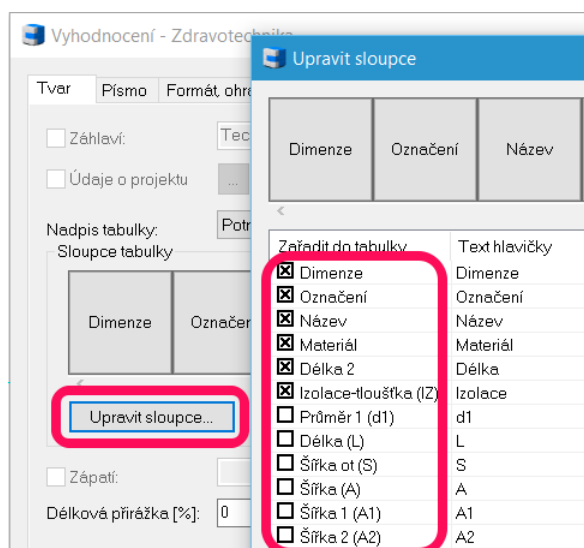 Vyhodnocení - Zdravotechnika
Tvar Písmo Formát, ohra
Záhlaví: Tec
Údaje o projektu ...
Nadpis tabulky: Potr
Sloupce tabulky
Dimenze Označen
Upravit sloupce...
Zápatí:
Délková přirážka [%]: 0
Upravit sloupce
Dimenze Označení Název
Zařadit do tabulky Text hlavičky
Dimenze Dimenze
Označení Označení
Název Název
Materiál Materiál
Délka 2 Délka
Izolace-tloušťka (IZ) Izolace
Průměr 1 (d1) d1
Délka (L) L
Šířka ot (S) S
Šířka (A) A
Šířka 1 (A1) A1
Šířka 2 (A2) A2